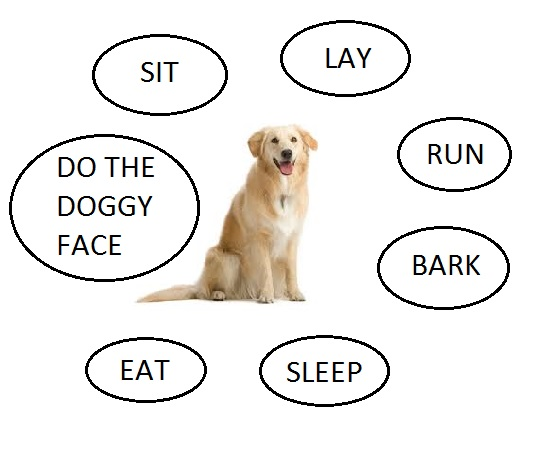 SIT
LAY
RUN
DO THE
DOGGY
FACE
BARK
EAT
SLEEP